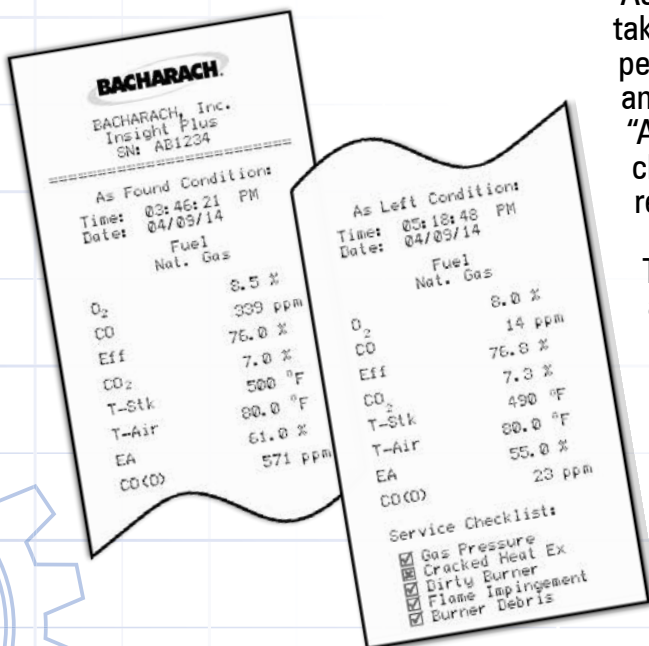 BACHARACH.
BACHARACH, Inc.
Insight Plus
SN: AB1234
==========================
As Found Condition:
Time: 03:46:21 PM
Date: 04/09/14
Fuel
Nat. Gas
O2 8.5 %
CO 339 ppm
Eff 76.0 %
CO2 7.0 %
T-Stk 500 °F
T-Air 80.0 °F
EA 61.0 %
CO(O) 571 ppm
As Left Condition:
Time: 05:18:48 PM
Date: 04/09/14
Fuel
Nat. Gas
O2 8.0 %
CO 14 ppm
Eff 76.8 %
CO2 7.3 %
T-Stk 490 °F
T-Air 80.0 °F
EA 55.0 %
CO(O) 23 ppm
Service Checklist:
☑ Gas Pressure
☒ Cracked Heat Ex
☑ Dirty Burner
☑ Flame Impingement
☑ Burner Debris